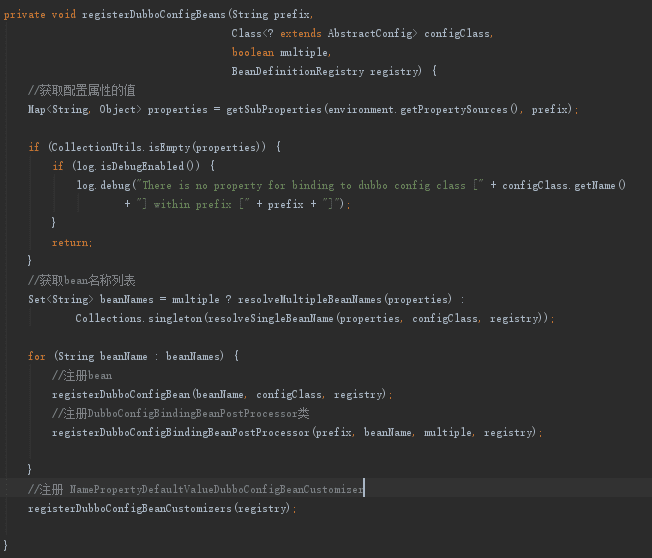 private void registerDubboConfigBeans(String prefix,
Class<? extends AbstractConfig> configClass,
boolean multiple,
BeanDefinitionRegistry registry) {
//获取配置属性的值
Map<String, Object> properties = getSubProperties(environment.getPropertySources(), prefix);
if (CollectionUtils.isEmpty(properties)) {
if (log.isDebugEnabled()) {
log.debug("There is no property for binding to dubbo config class [" + configClass.getName()
+ "] within prefix [" + prefix + "]");
}
return;
}
//获取bean名称列表
Set<String> beanNames = multiple ? resolveMultipleBeanNames(properties) :
Collections.singleton(resolveSingleBeanName(properties, configClass, registry));
for (String beanName : beanNames) {
//注册bean
registerDubboConfigBean(beanName, configClass, registry);
//注册DubboConfigBindingBeanPostProcessor类
registerDubboConfigBindingBeanPostProcessor(prefix, beanName, multiple, registry);
}
//注册 NamePropertyDefaultValueDubboConfigBeanCustomizer
registerDubboConfigBeanCustomizers(registry);
}